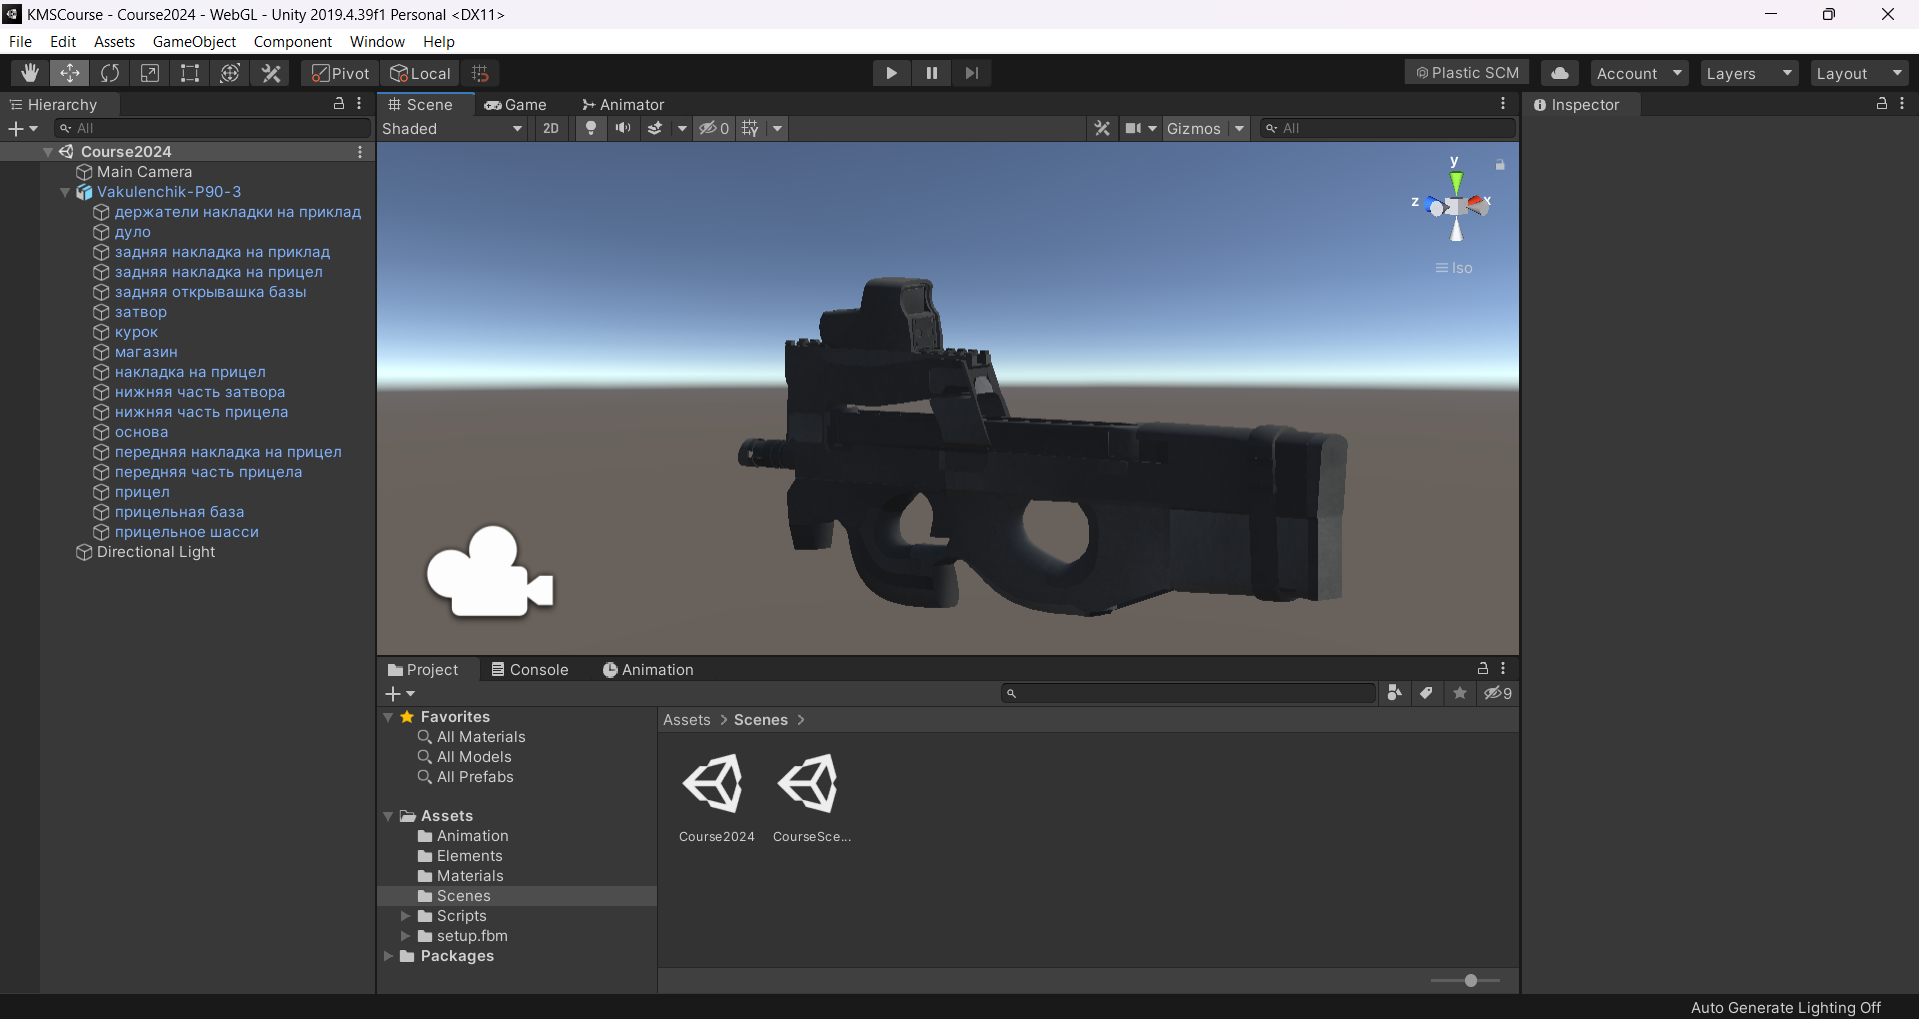 KMSCourse - Course2024 - WebGL - Unity 2019.4.39f1 Personal <DX11>
File Edit Assets GameObject Component Window Help
Pivot Local Plastic SCM Account Layers Layout
Hierarchy
All
Course2024
Main Camera
Vakulenchik-P90-3
держатели накладки на приклад
дуло
задняя накладка на приклад
задняя накладка на прицел
задняя открывашка базы
затвор
курок
магазин
накладка на прицел
нижняя часть затвора
нижняя часть прицела
основа
передняя накладка на прицел
передняя часть прицела
прицел
прицельная база
прицельное шасси
Directional Light
Scene Game Animator
Shaded 2D 0 Gizmos All
y
z x
Iso
Inspector
Project Console Animation
9
Favorites
All Materials
All Models
All Prefabs
Assets
Animation
Elements
Materials
Scenes
Scripts
setup.fbm
Packages
Assets > Scenes >
Course2024 CourseSce...
Auto Generate Lighting Off